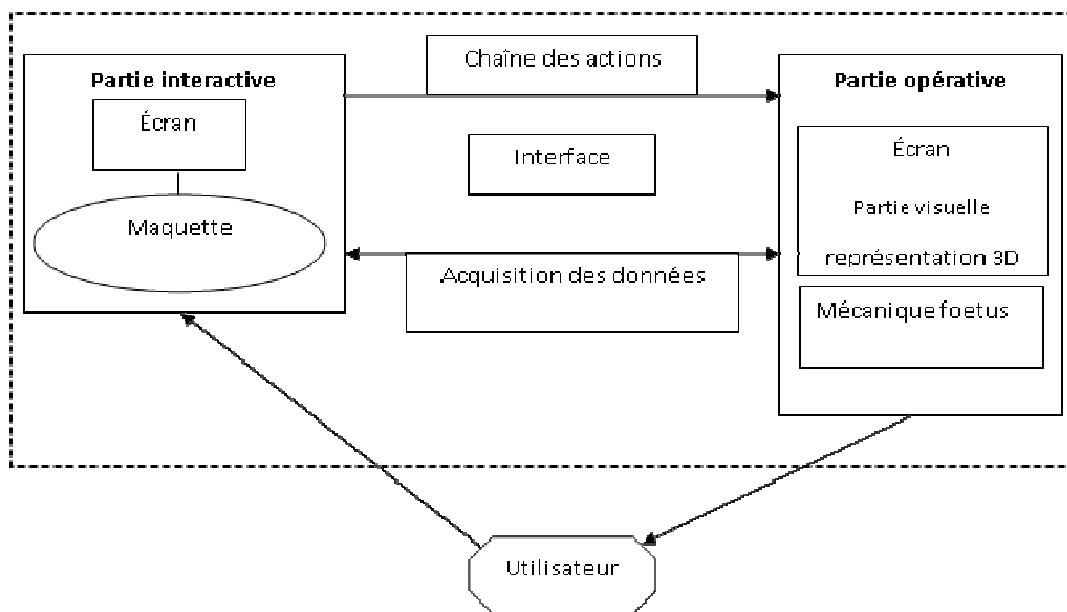 Chaîne des actions
Partie interactive
Écran
Maquette
Interface
Acquisition des données
Partie opérative
Écran
Partie visuelle
représentation 3D
Mécanique foetus
Utilisateur